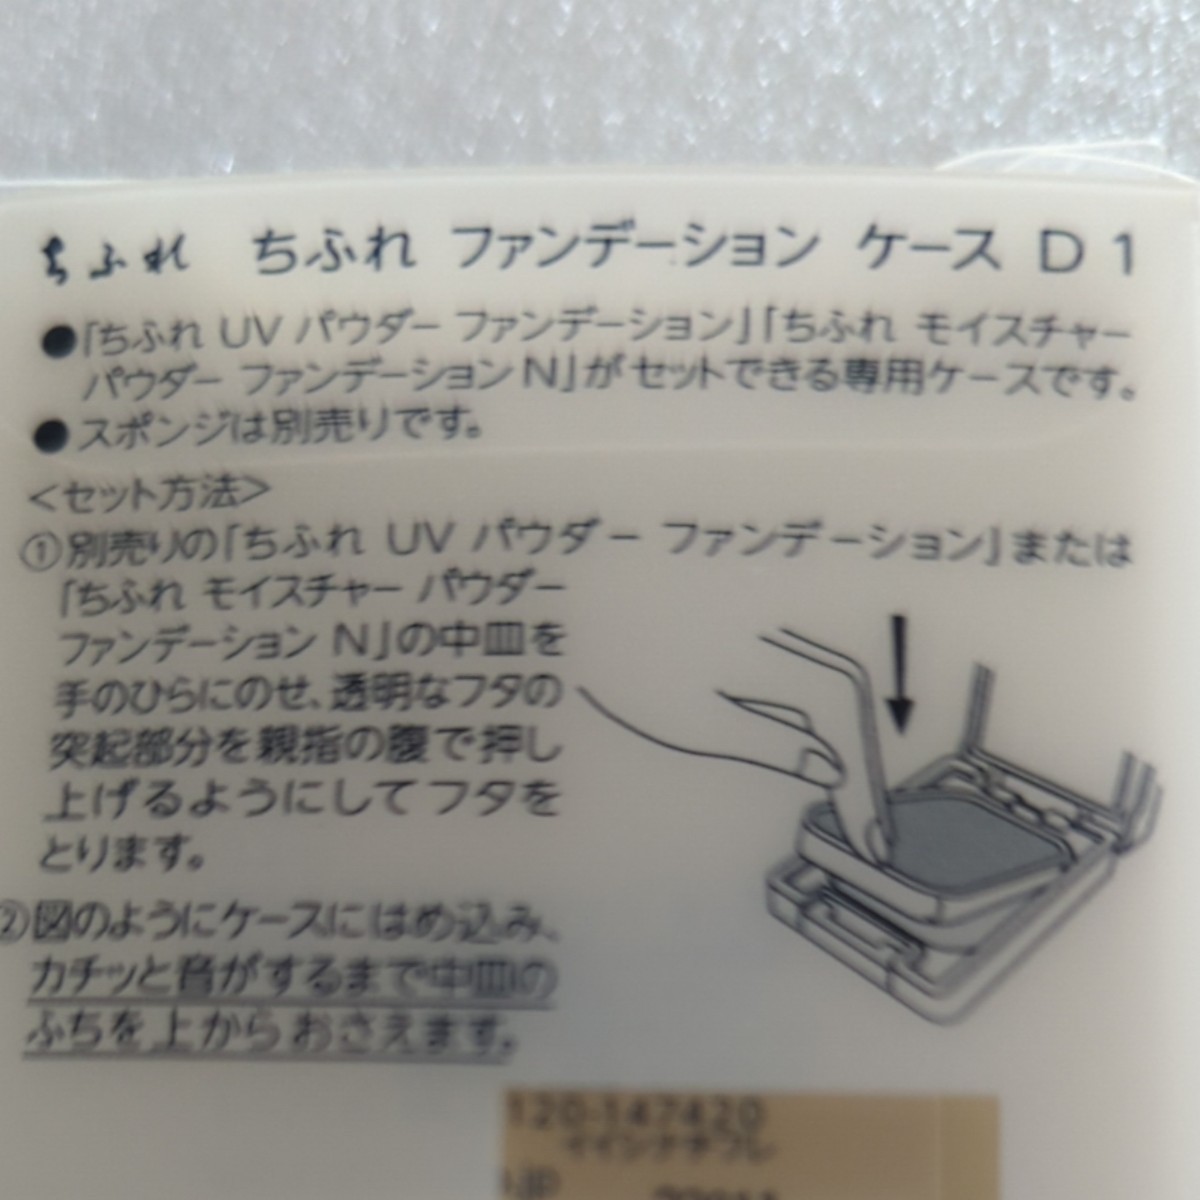 ちふれ ちふれ ファンデーション ケース D1
●「ちふれ UV パウダー ファンデーション」「ちふれ モイスチャー
パウダー ファンデーション N」がセットできる専用ケースです。
●スポンジは別売りです。
<セット方法>
①別売りの「ちふれ UV パウダー ファンデーション」または
「ちふれ モイスチャー パウダー
ファンデーション N」の中皿を
手のひらにのせ、透明なフタの
突起部分を親指の腹で押し
上げるようにしてフタを
とります。
②図のようにケースにはめ込み、
カチッと音がするまで中皿の
ふちを上からおさえます。
120-147420
イイシナチフレ
.jp